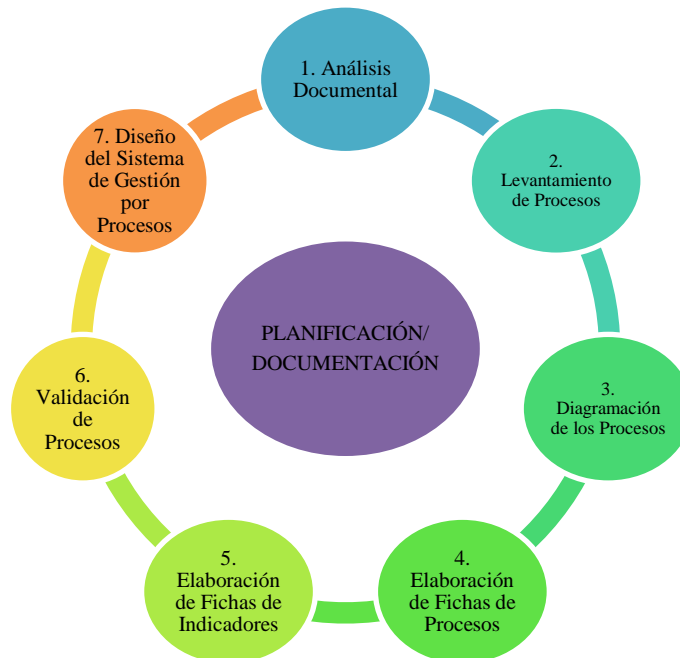 1. Análisis
Documental
2.
Levantamiento
de Procesos
3.
Diagramación
de los Procesos
4.
Elaboración
de Fichas de
Procesos
5.
Elaboración
de Fichas de
Indicadores
6.
Validación
de
Procesos
7. Diseño
del Sistema
de Gestión
por
Procesos
PLANIFICACIÓN/
DOCUMENTACIÓN